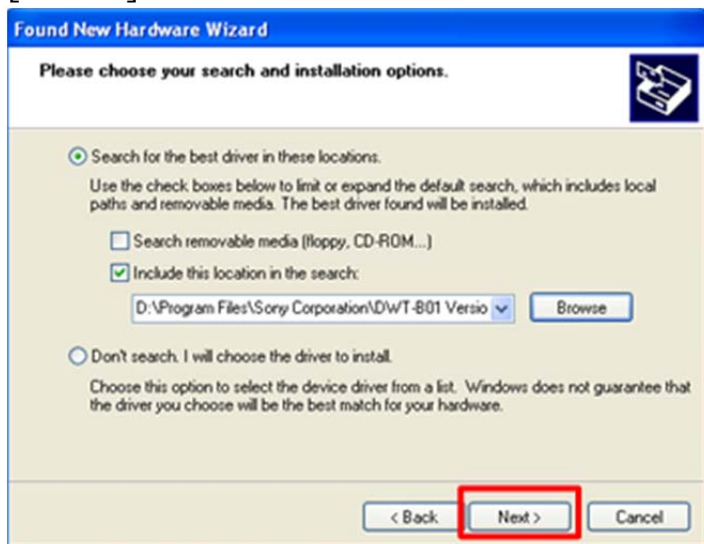 Found New Hardware Wizard
Please choose your search and installation options.
Search for the best driver in these locations.
Use the check boxes below to limit or expand the default search, which includes local
paths and removable media. The best driver found will be installed.
Search removable media (floppy, CD-ROM...)
Include this location in the search:
D:\Program Files\Sony Corporation\DWT-B01 Versio
Browse
Don't search. I will choose the driver to install.
Choose this option to select the device driver from a list. Windows does not guarantee that
the driver you choose will be the best match for your hardware.
< Back Next > Cancel